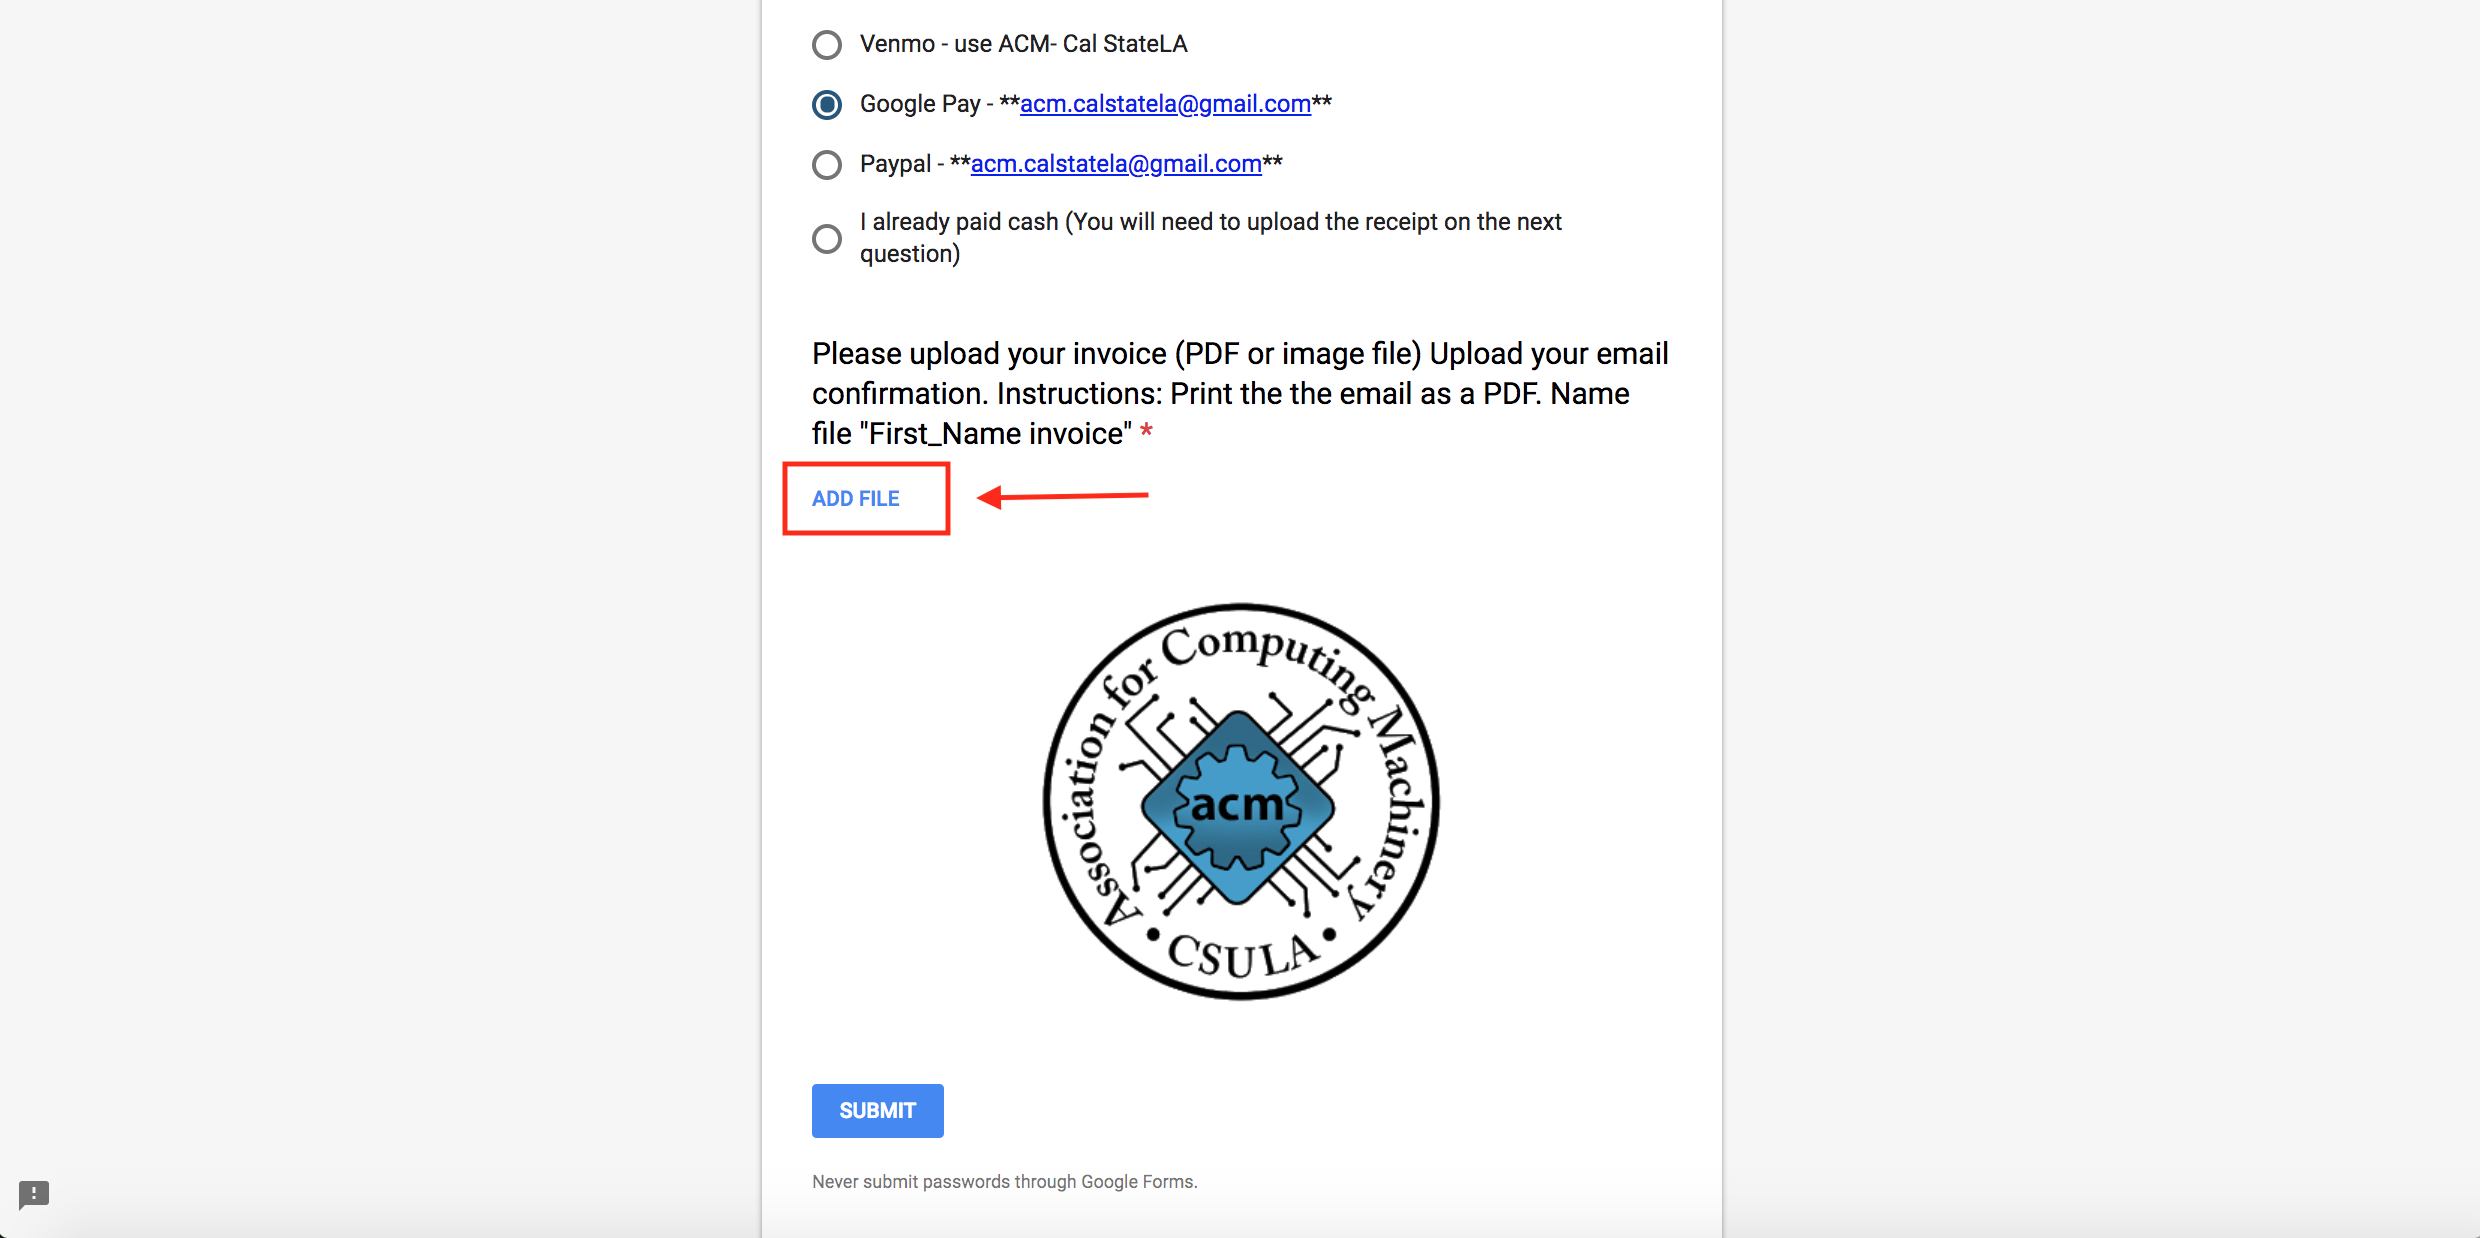 Venmo - use ACM- Cal StateLA
Google Pay - **acm.calstatela@gmail.com**
Paypal - **acm.calstatela@gmail.com**
I already paid cash (You will need to upload the receipt on the next
question)
Please upload your invoice (PDF or image file) Upload your email
confirmation. Instructions: Print the the email as a PDF. Name
file "First_Name invoice" *
ADD FILE
Association for Computing Machinery
acm
• CSULA •
SUBMIT
Never submit passwords through Google Forms.